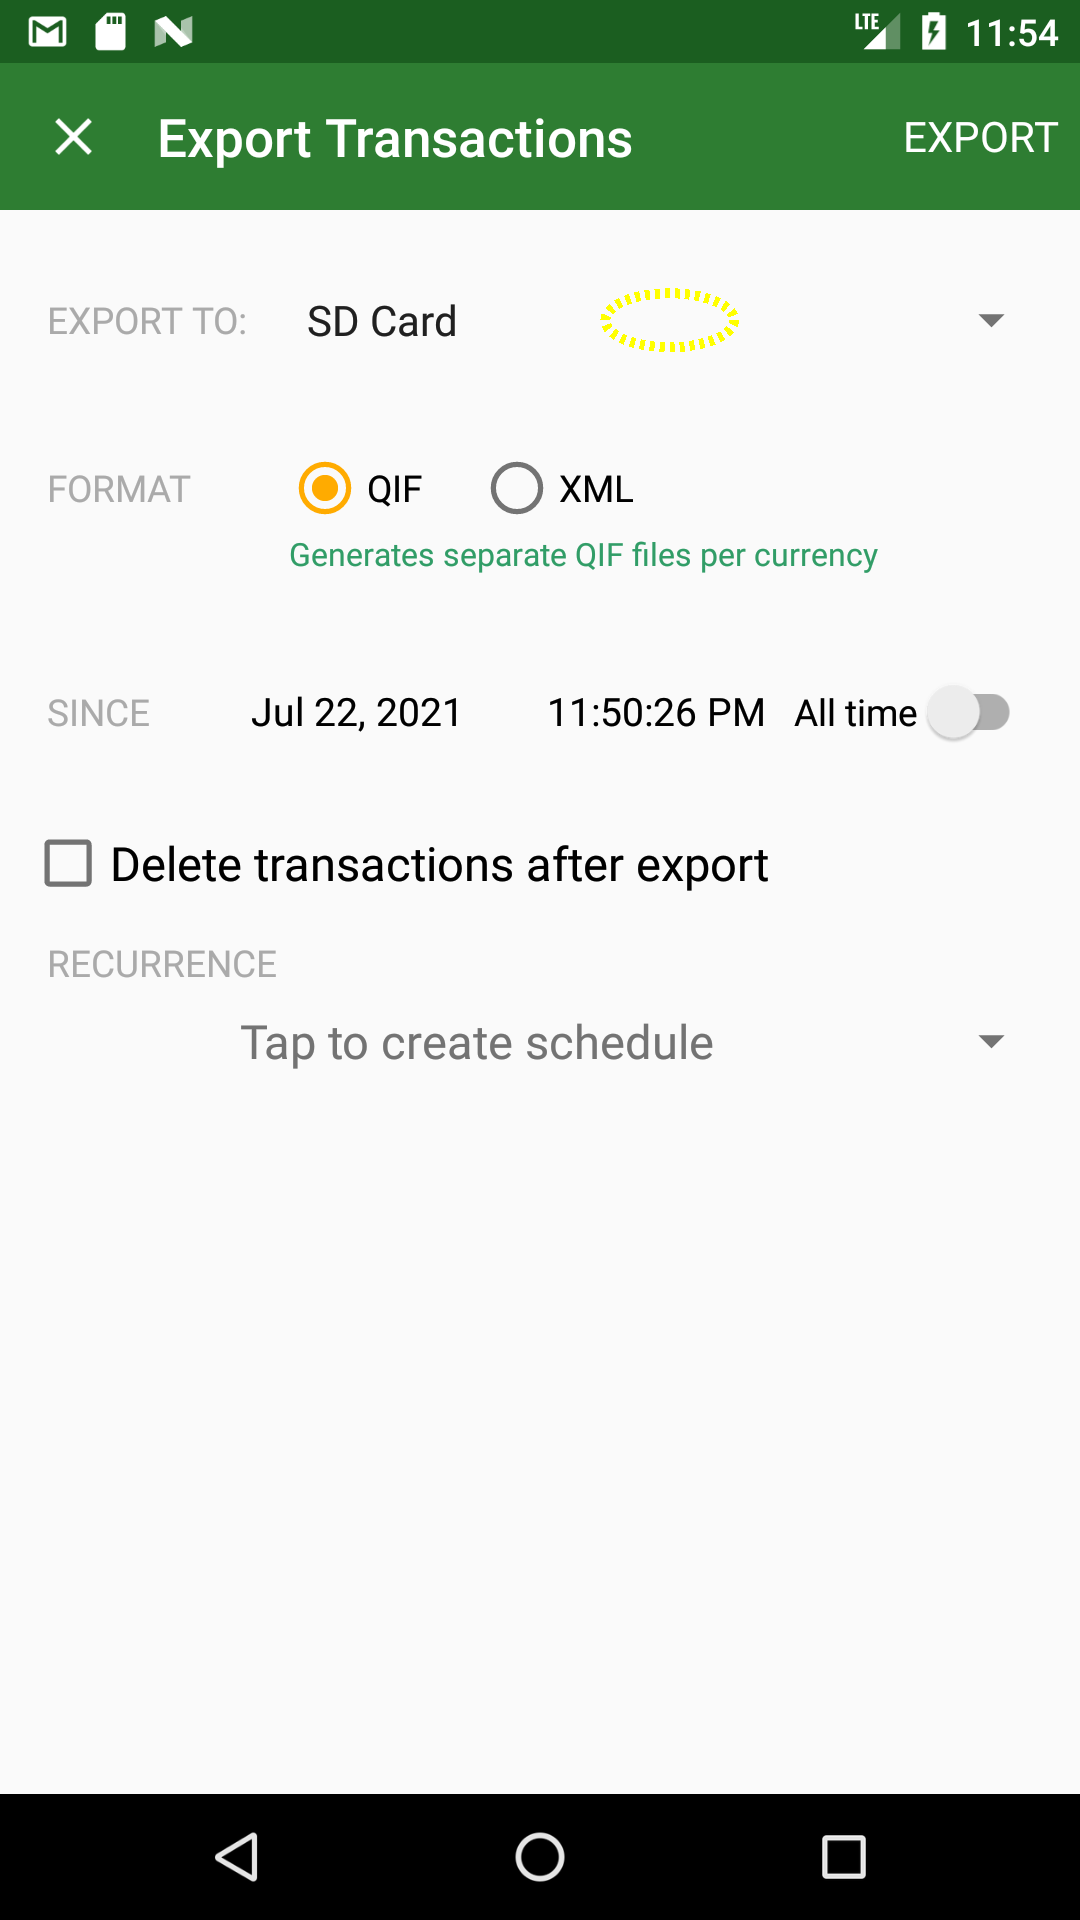 LTE 11:54
Export Transactions EXPORT
EXPORT TO: SD Card
FORMAT QIF XML
Generates separate QIF files per currency
SINCE Jul 22, 2021 11:50:26 PM All time
Delete transactions after export
RECURRENCE
Tap to create schedule